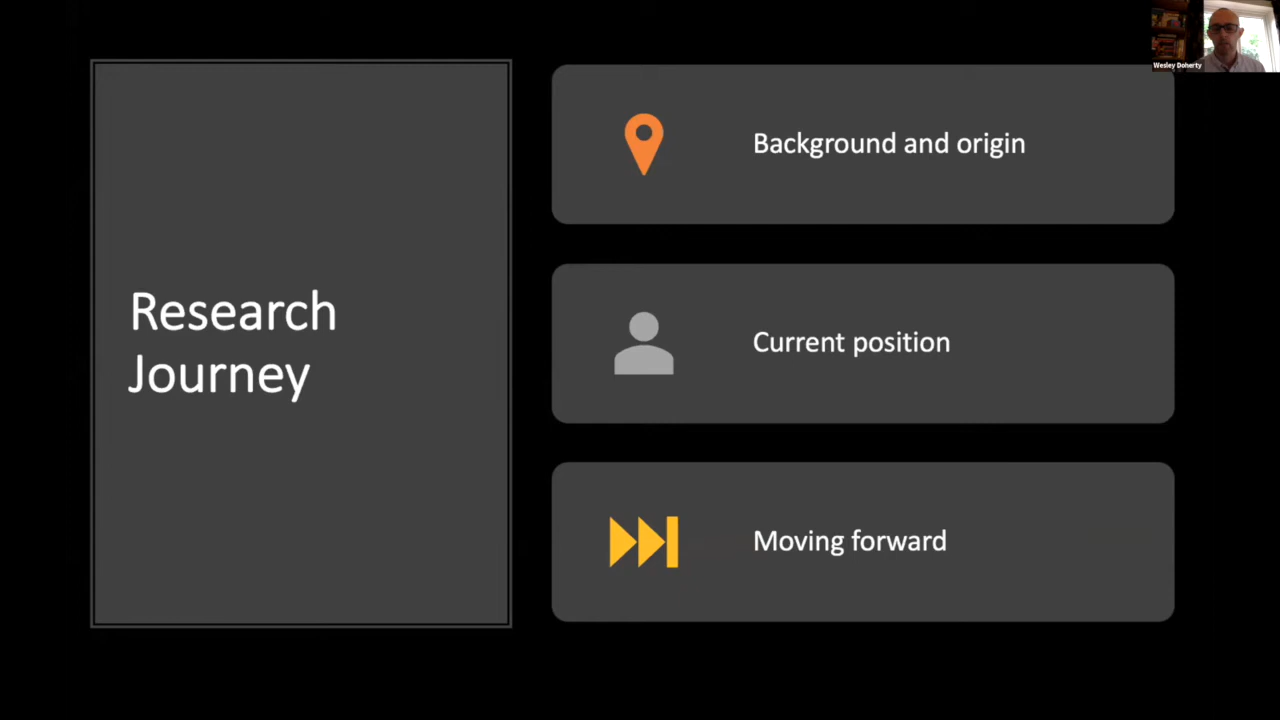 Research
Journey
Background and origin
Current position
Moving forward
Wesley Doherty